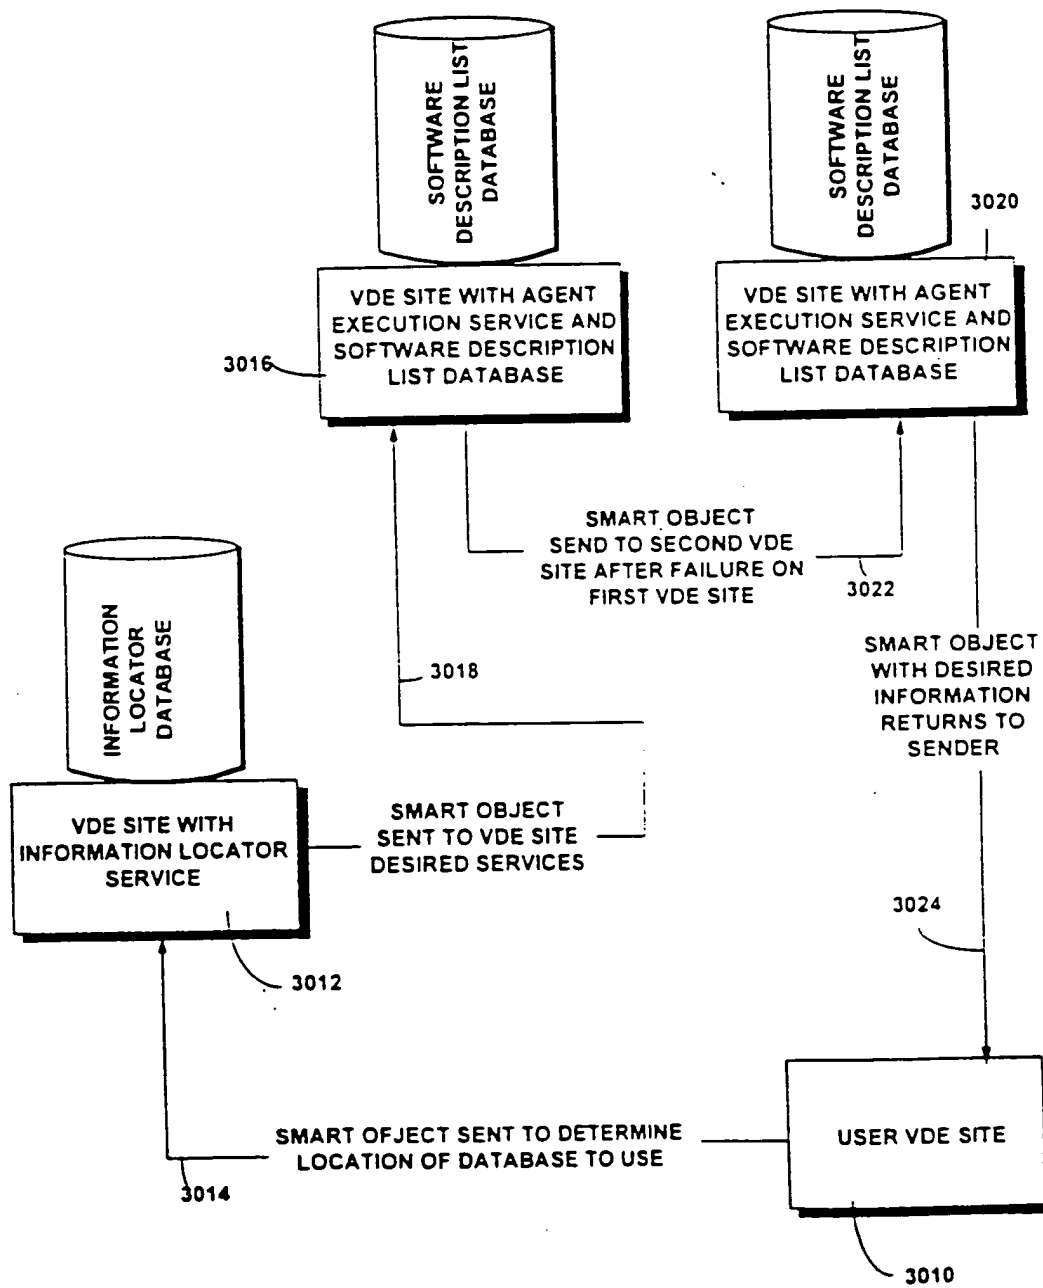 SOFTWARE
DESCRIPTION LIST
DATABASE
SOFTWARE
DESCRIPTION LIST
DATABASE
3020
VDE SITE WITH AGENT
EXECUTION SERVICE AND
SOFTWARE DESCRIPTION
LIST DATABASE
3016
VDE SITE WITH AGENT
EXECUTION SERVICE AND
SOFTWARE DESCRIPTION
LIST DATABASE
SMART OBJECT
SEND TO SECOND VDE
SITE AFTER FAILURE ON
FIRST VDE SITE
3022
INFORMATION
LOCATOR
DATABASE
3018
SMART OBJECT
WITH DESIRED
INFORMATION
RETURNS TO
SENDER
VDE SITE WITH
INFORMATION LOCATOR
SERVICE
SMART OBJECT
SENT TO VDE SITE
DESIRED SERVICES
3024
3012
SMART OFJECT SENT TO DETERMINE
LOCATION OF DATABASE TO USE
USER VDE SITE
3014
3010